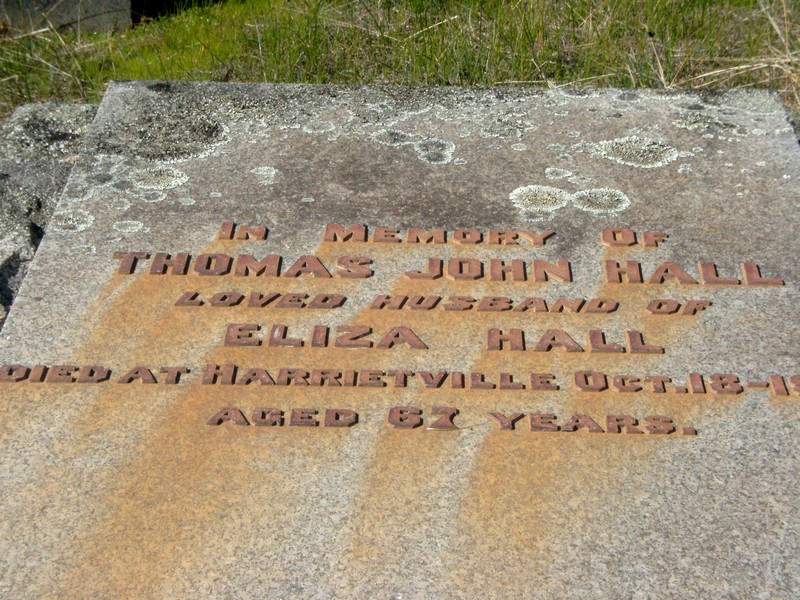 In Memory Of
Thomas John Hall
Loved Husband of
Eliza Hall
Died at Harrietville Oct. 18-
Aged 67 years.